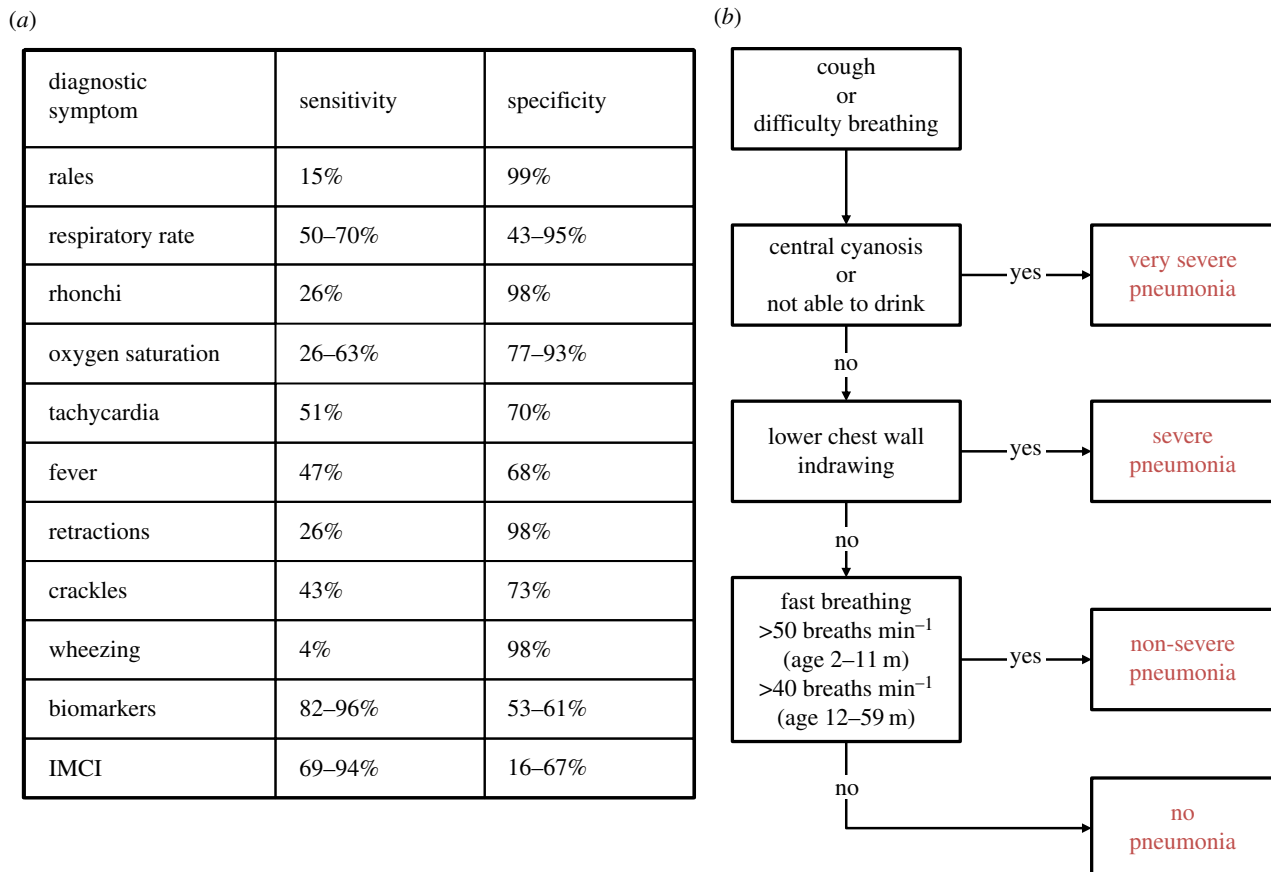 (a)
diagnostic symptom sensitivity specificity
rales 15% 99%
respiratory rate 50–70% 43–95%
rhonchi 26% 98%
oxygen saturation 26–63% 77–93%
tachycardia 51% 70%
fever 47% 68%
retractions 26% 98%
crackles 43% 73%
wheezing 4% 98%
biomarkers 82–96% 53–61%
IMCI 69–94% 16–67%
(b)
cough
or
difficulty breathing
central cyanosis
or
not able to drink
yes
very severe
pneumonia
no
lower chest wall
indrawing
yes
severe
pneumonia
no
fast breathing
>50 breaths min⁻¹
(age 2–11 m)
>40 breaths min⁻¹
(age 12–59 m)
yes
non-severe
pneumonia
no
no
pneumonia